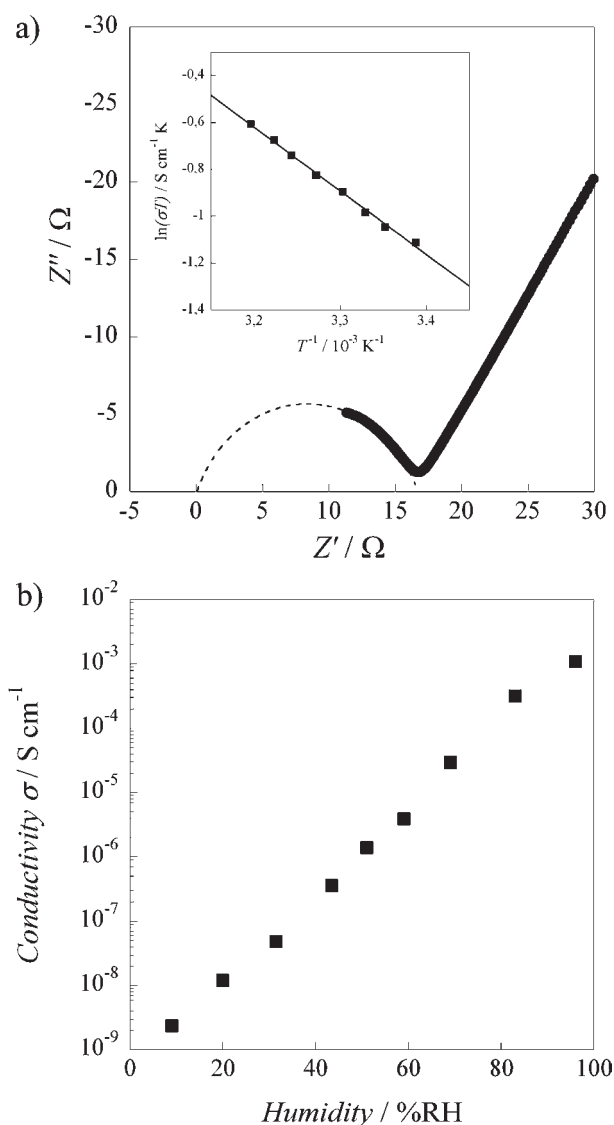 a)
-30
-25
-20
-15
-10
-5
0
Z'' / Ω
-0,4
-0,6
-0,8
-1
-1,2
-1,4
ln(σT) / S cm⁻¹ K
3,2 3,3 3,4
T⁻¹ / 10⁻³ K⁻¹
-5 0 5 10 15 20 25 30
Z' / Ω
b)
10⁻²
10⁻³
10⁻⁴
10⁻⁵
10⁻⁶
10⁻⁷
10⁻⁸
10⁻⁹
Conductivity σ / S cm⁻¹
0 20 40 60 80 100
Humidity / %RH